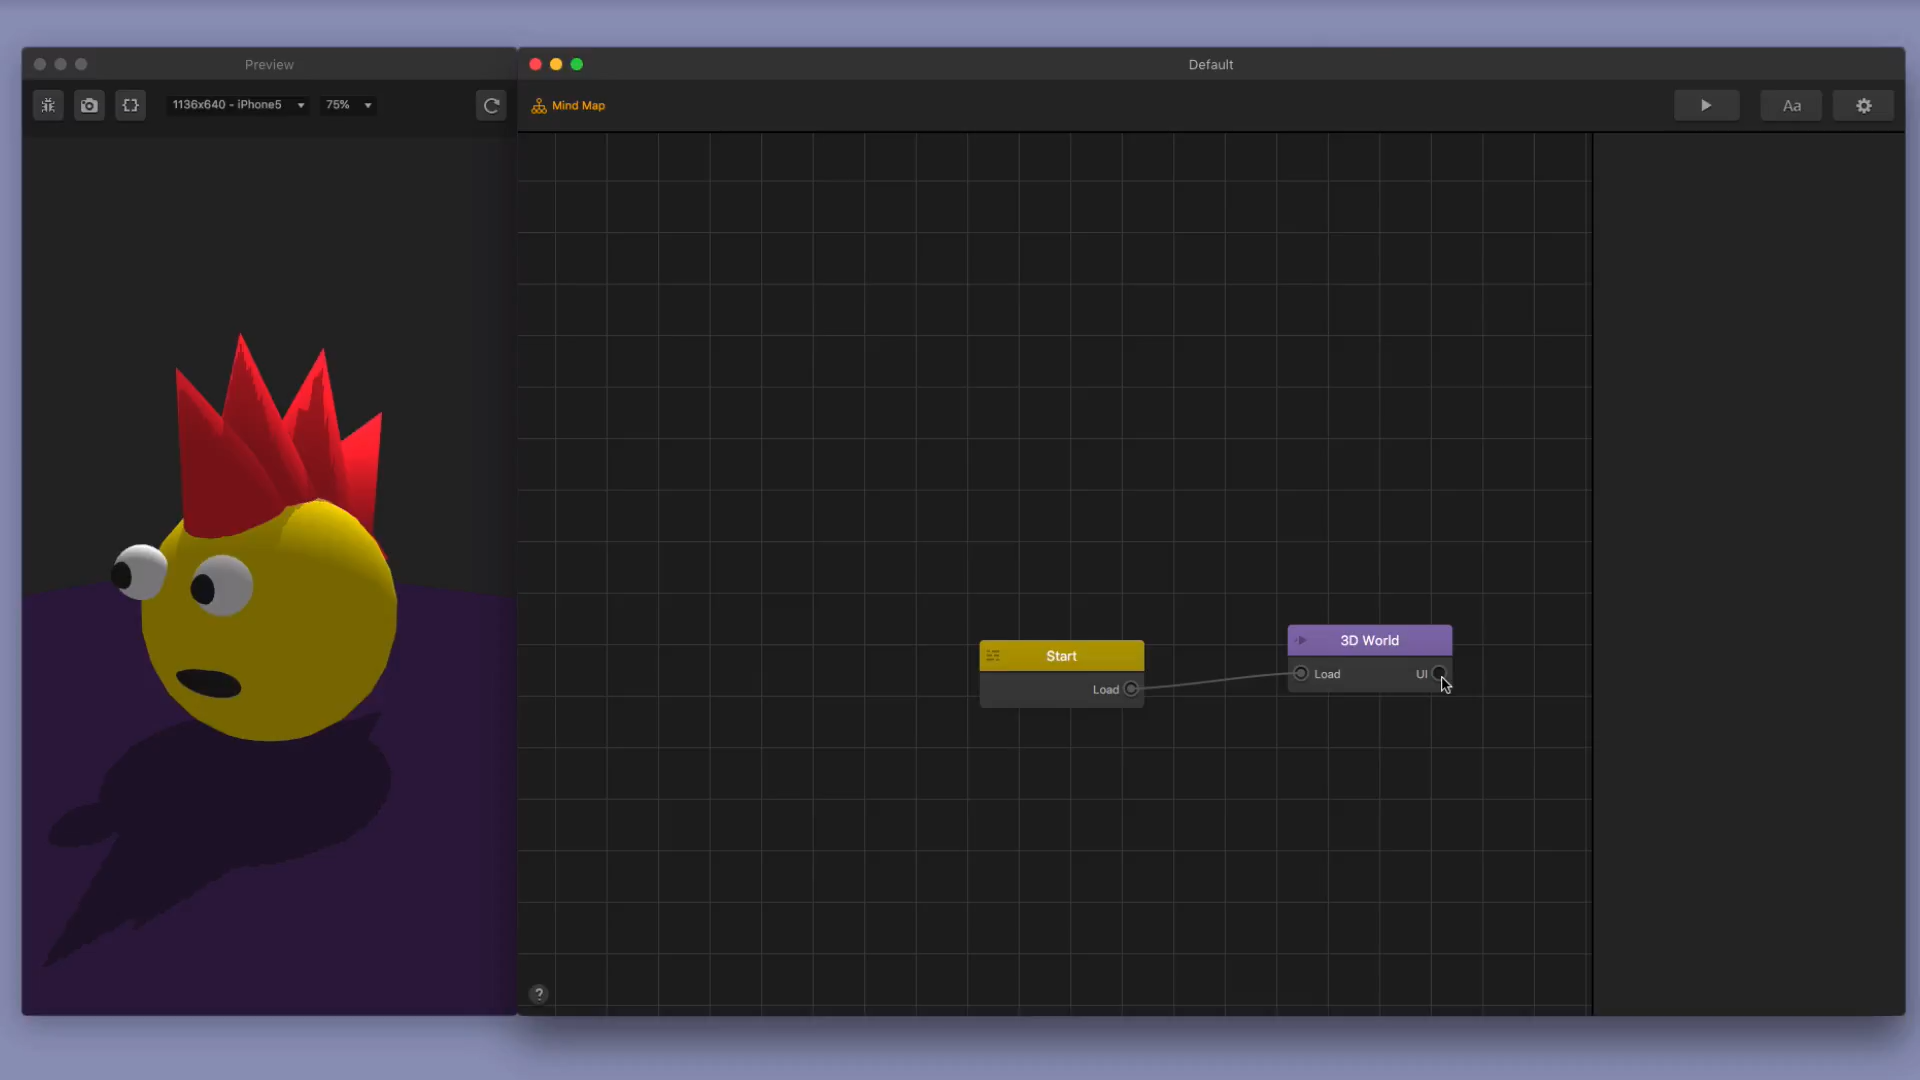 Preview
Default
1136x640 - iPhone5
75%
Mind Map
Aa
Start
Load
3D World
Load
UI
?